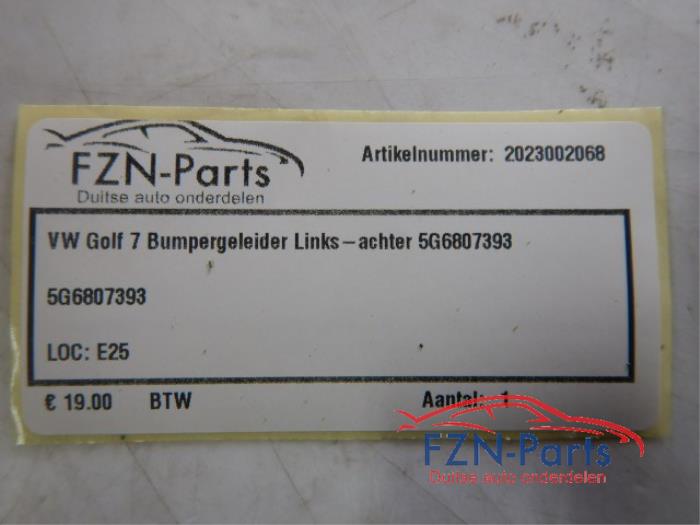 FZN-Parts
Duitse auto onderdelen
Artikelnummer: 2023002068
VW Golf 7 Bumpergeleider Links-achter 5G6807393
5G6807393
LOC: E25
€ 19.00 BTW Aantal: 1
FZN-Parts
Duitse auto onderdelen